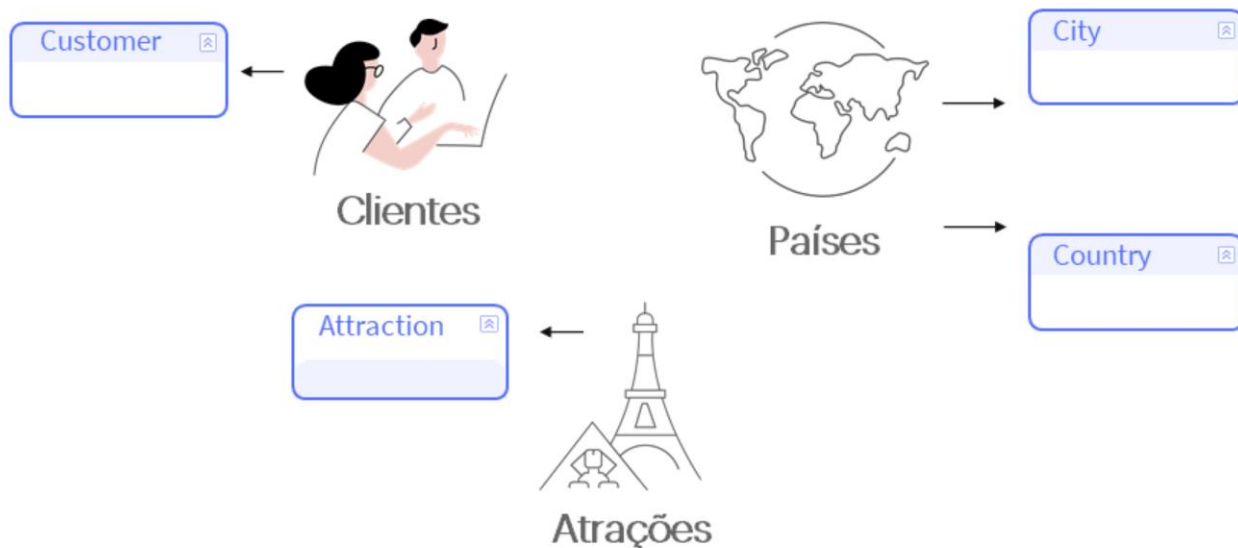 Customer
City
Clientes
Países
Country
Attraction
Atrações